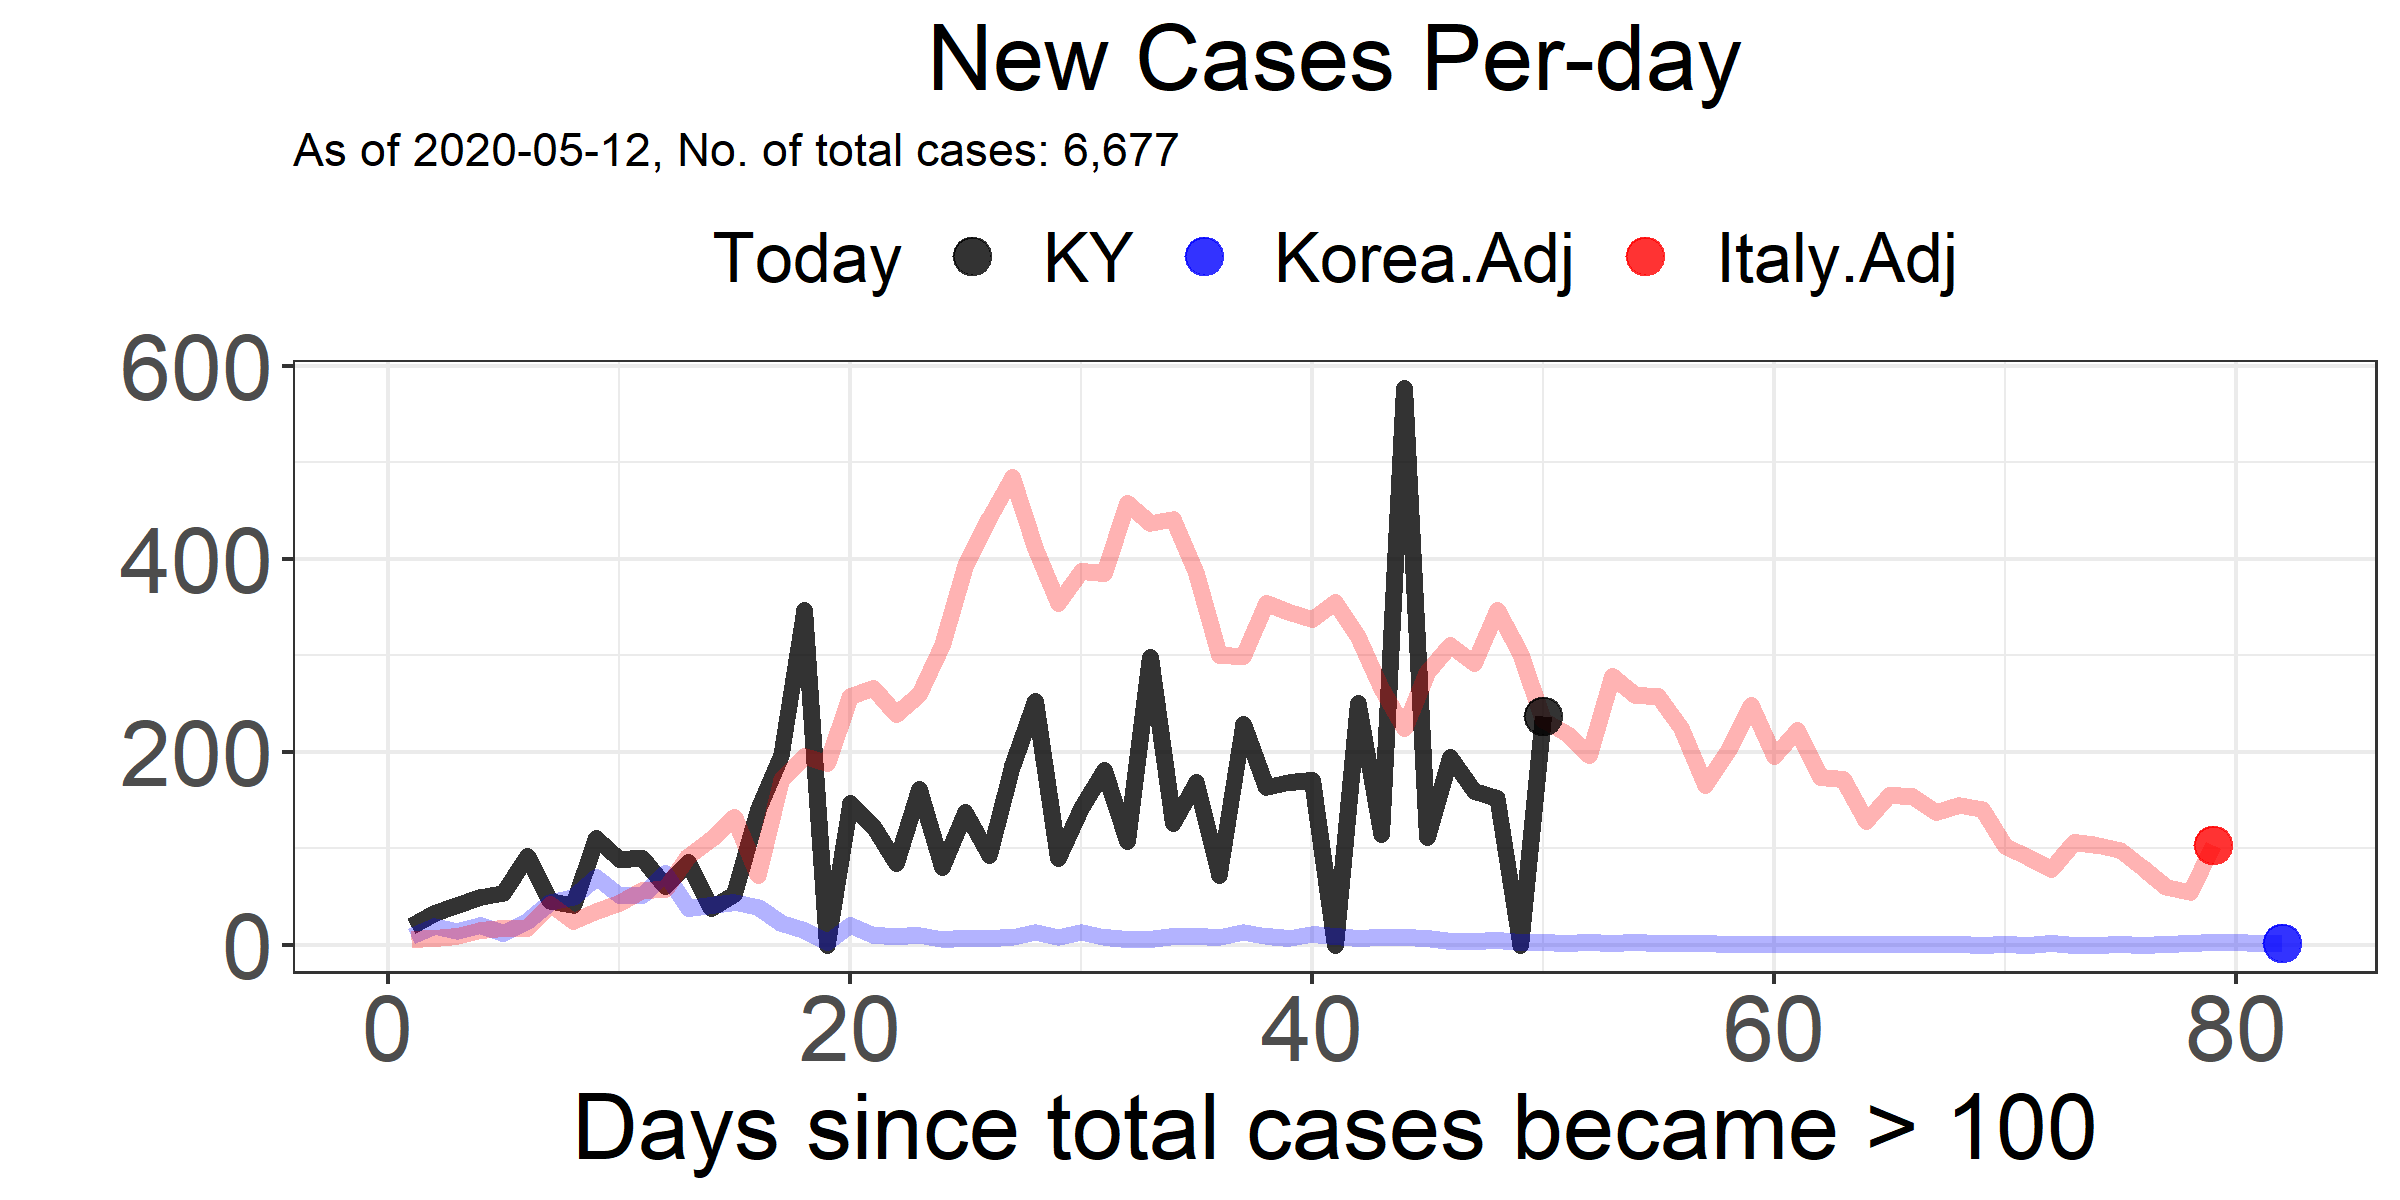 New Cases Per-day
As of 2020-05-12, No. of total cases: 6,677
Today KY Korea.Adj Italy.Adj
600
400
200
0
0 20 40 60 80
Days since total cases became > 100